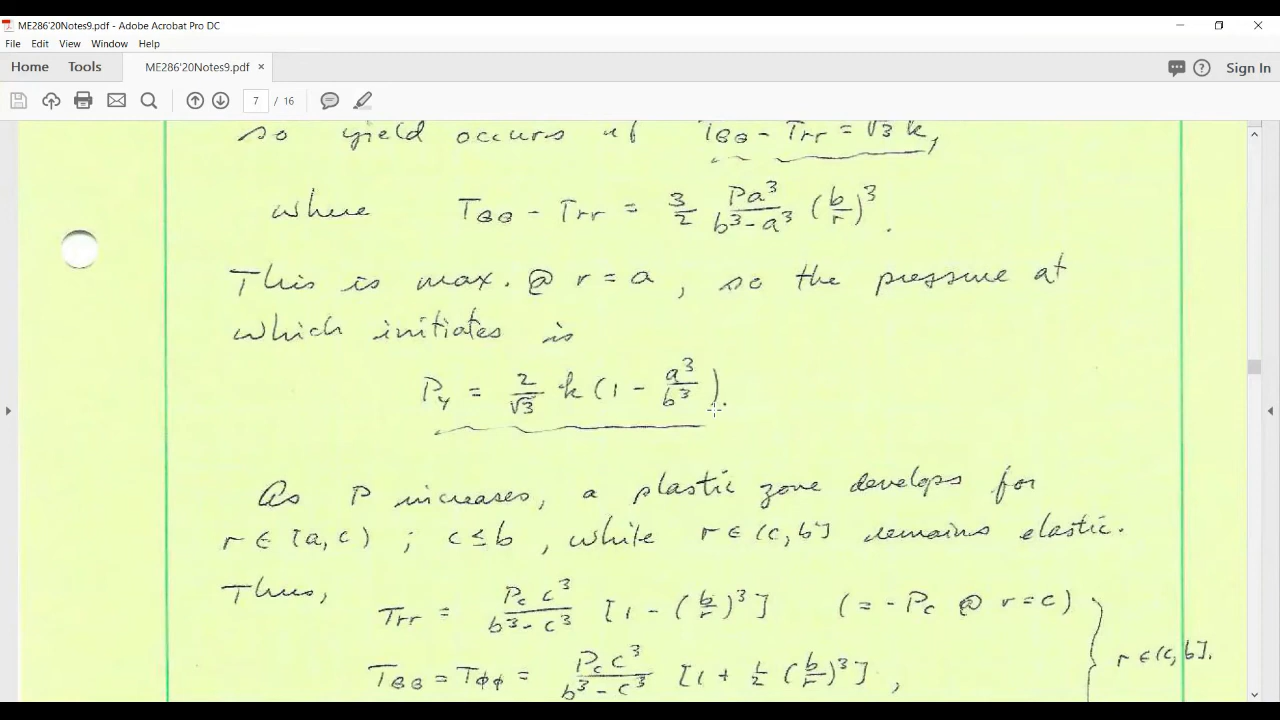 ME286'20Notes9.pdf - Adobe Acrobat Pro DC
File Edit View Window Help
Home Tools ME286'20Notes9.pdf × Sign In
7 / 16
so yield occurs if Tθθ - Trr = √3 k,
where Tθθ - Trr = 3/2 Pa³/(b³-a³) (b/r)³.
This is max. @ r = a, so the pressure at
which initiates is
PY = 2/√3 k (1 - a³/b³).
As P increases, a plastic zone develops for
r ∈ [a, c) ; c ≤ b, while r ∈ (c, b] remains elastic.
Thus,
Trr = Pc c³/(b³-c³) [1 - (b/r)³] (= - Pc @ r = c)
r ∈ (c, b].
Tθθ = Tφφ = Pc c³/(b³-c³) [1 + 1/2 (b/r)³],